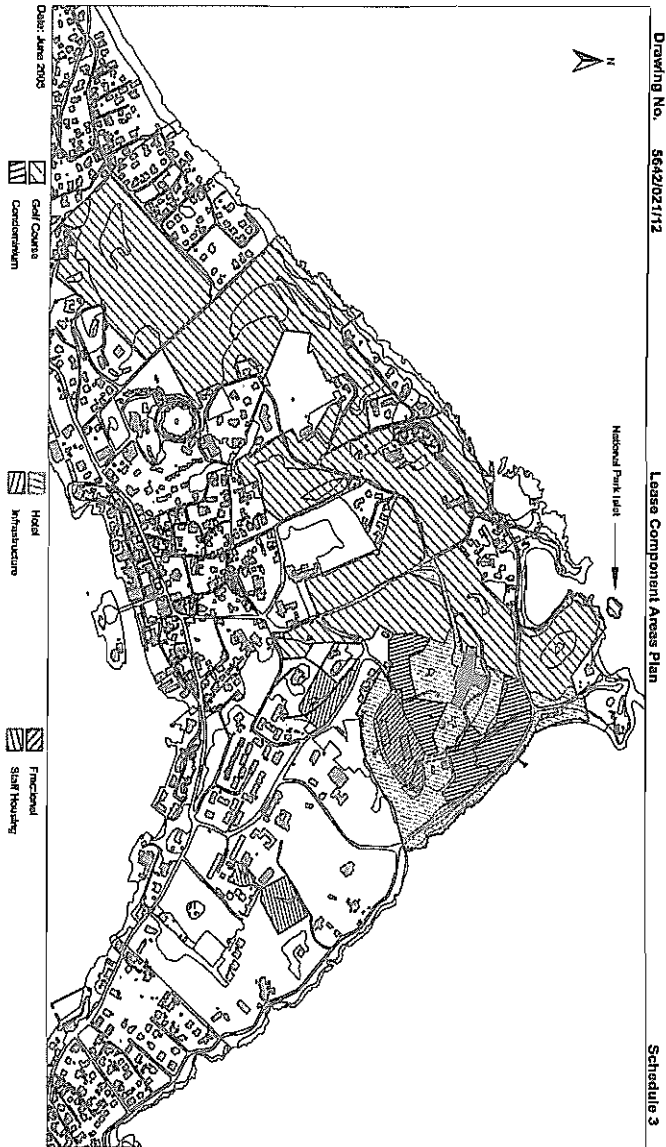 Drawing No. 5642/021/12
Lease Component Areas Plan
Schedule 3
N
National Park Islet
Date: June 2005
Golf Course
Condominium
Hotel
Infrastructure
Fractional
Staff Housing